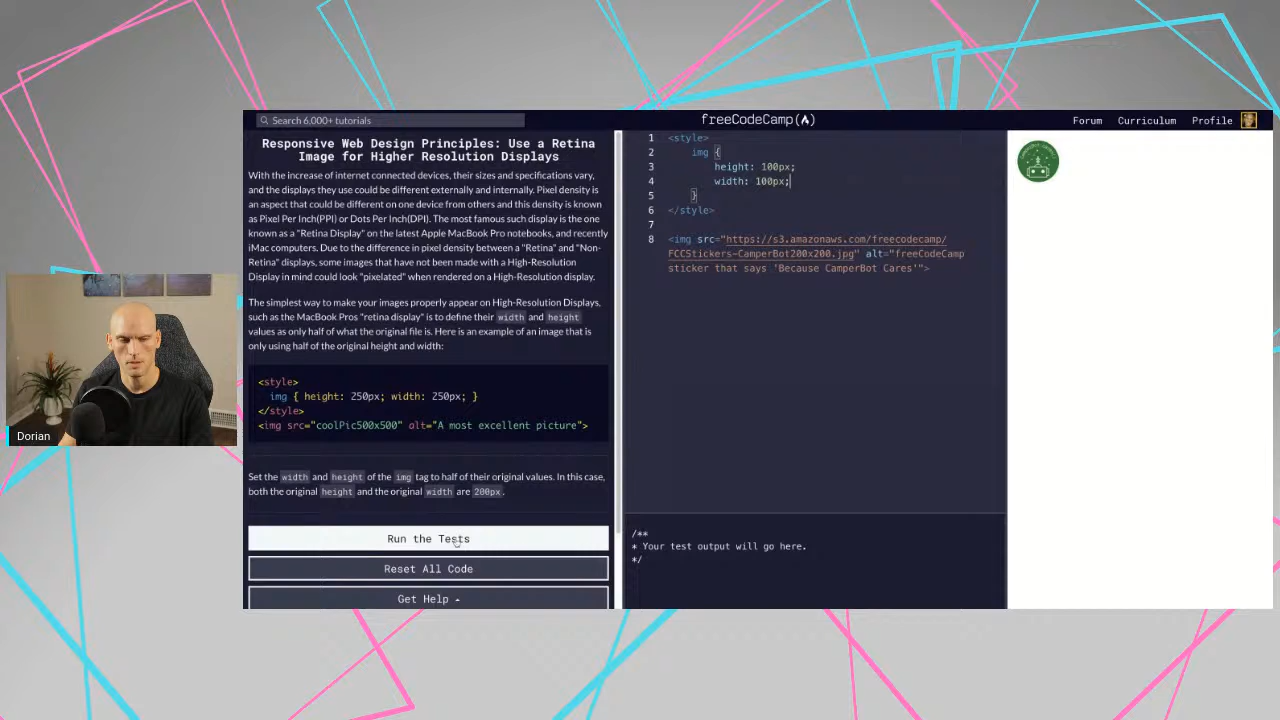 Search 6,000+ tutorials
freeCodeCamp
Forum
Curriculum
Profile
Responsive Web Design Principles: Use a Retina
Image for Higher Resolution Displays
With the increase of internet connected devices, their sizes and specifications vary,
and the displays they use could be different externally and internally. Pixel density is
an aspect that could be different on one device from others and this density is
known as Pixel Per Inch(PPI) or Dots Per Inch(DPI). The most famous such display is the one
known as a "Retina Display" on the latest Apple MacBook Pro notebooks, and recently
iMac computers. Due to the difference in pixel density between a "Retina" and "Non-
Retina" displays, some images that have not been made with a High-Resolution
Display in mind could look "pixelated" when rendered on a High-Resolution display.
The simplest way to make your images properly appear on High-Resolution Displays,
such as the MacBook Pros "retina display" is to define their width and height
values as only half of what the original file is. Here is an example of an image that is
only using half of the original height and width:
<style>
img { height: 250px; width: 250px; }
</style>
<img src="coolPic500x500" alt="A most excellent picture">
Set the width and height of the img tag to half of their original values. In this case,
both the original height and the original width are 200px.
Run the Tests
Reset All Code
Get Help
1 <style>
2 img {
3 height: 100px;
4 width: 100px;
5 }
6 </style>
7
8 <img src="https://s3.amazonaws.com/freecodecamp/
FCCStickers-CamperBot200x200.jpg" alt="freeCodeCamp
sticker that says 'Because CamperBot Cares'">
/**
* Your test output will go here.
*/
Dorian